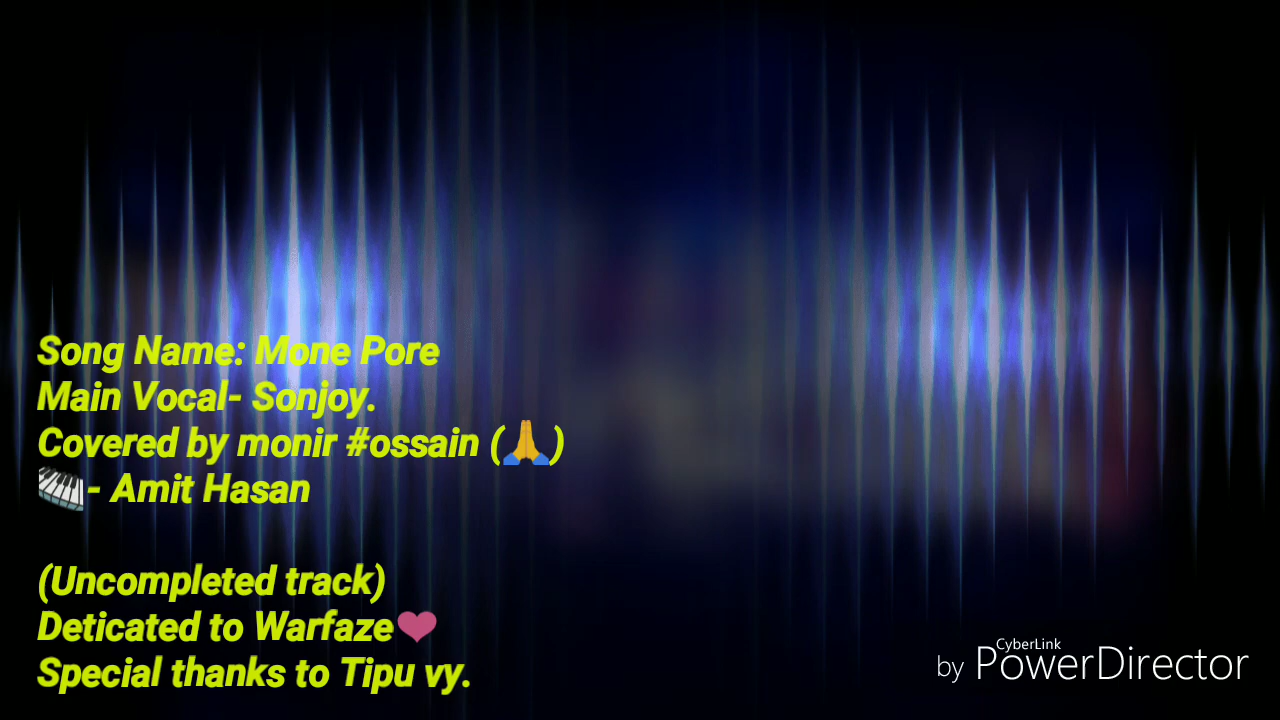 Song Name: Mone Pore
Main Vocal- Sonjoy.
Covered by monir #ossain (🙏)
🎹- Amit Hasan
(Uncompleted track)
Deticated to Warfaze❤
Special thanks to Tipu vy.
CyberLink
by PowerDirector